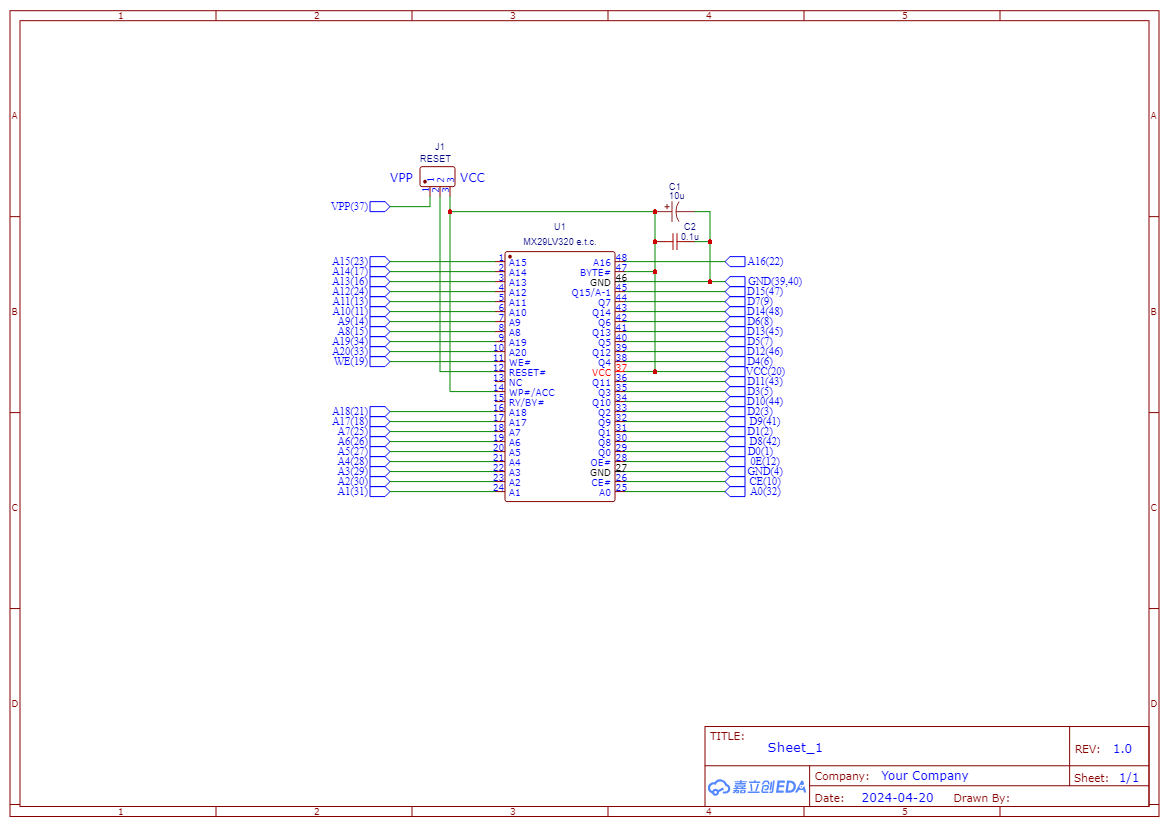 1 2 3 4 5
A A
B B
C C
D D
J1
RESET
VPP 1 2 3 VCC
1 2 3
VPP(37)
C1
10u
+
C2
0.1u
U1
MX29LV320 e.t.c.
A15(23) 1 A15 A16 48 A16(22)
A14(17) 2 A14 BYTE# 47
A13(16) 3 A13 GND 46 GND(39,40)
A12(24) 4 A12 Q15/A-1 45 D15(47)
A11(13) 5 A11 Q7 44 D7(9)
A10(11) 6 A10 Q14 43 D14(48)
A9(14) 7 A9 Q6 42 D6(8)
A8(15) 8 A8 Q13 41 D13(45)
A19(34) 9 A19 Q5 40 D5(7)
A20(33) 10 A20 Q12 39 D12(46)
WE(19) 11 WE# Q4 38 D4(6)
12 RESET# VCC 37 VCC(20)
13 NC Q11 36 D11(43)
14 WP#/ACC Q3 35 D3(5)
15 RY/BY# Q10 34 D10(44)
A18(21) 16 A18 Q2 33 D2(3)
A17(18) 17 A17 Q9 32 D9(41)
A7(25) 18 A7 Q1 31 D1(2)
A6(26) 19 A6 Q8 30 D8(42)
A5(27) 20 A5 Q0 29 D0(1)
A4(28) 21 A4 OE# 28 0E(12)
A3(29) 22 A3 GND 27 GND(4)
A2(30) 23 A2 CE# 26 CE(10)
A1(31) 24 A1 A0 25 A0(32)
TITLE:
Sheet_1
REV: 1.0
嘉立创EDA
Company: Your Company
Sheet: 1/1
Date: 2024-04-20 Drawn By:
1 2 3 4 5